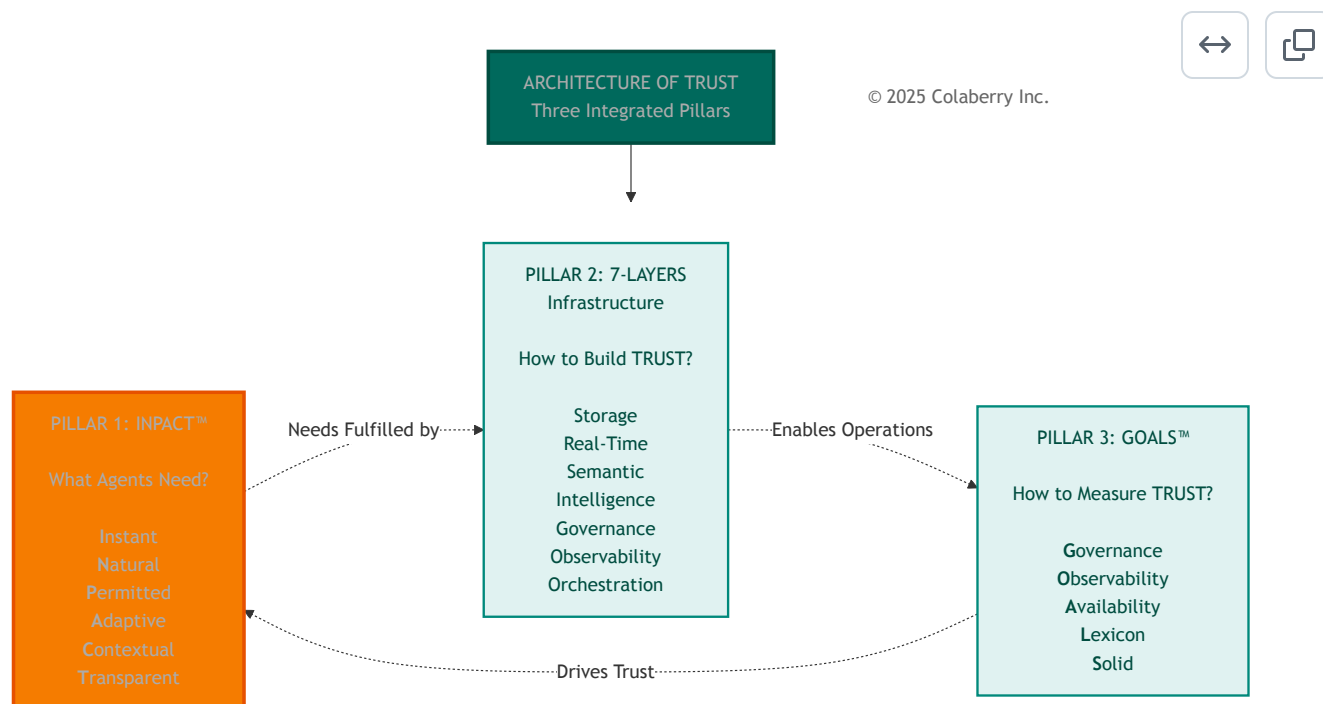 ARCHITECTURE OF TRUST
Three Integrated Pillars
© 2025 Colaberry Inc.
PILLAR 2: 7-LAYERS
Infrastructure
How to Build TRUST?
Storage
Real-Time
Semantic
Intelligence
Governance
Observability
Orchestration
PILLAR 1: INPACT™
What Agents Need?
Instant
Natural
Permitted
Adaptive
Contextual
Transparent
Needs Fulfilled by
Enables Operations
PILLAR 3: GOALS™
How to Measure TRUST?
Governance
Observability
Availability
Lexicon
Solid
Drives Trust